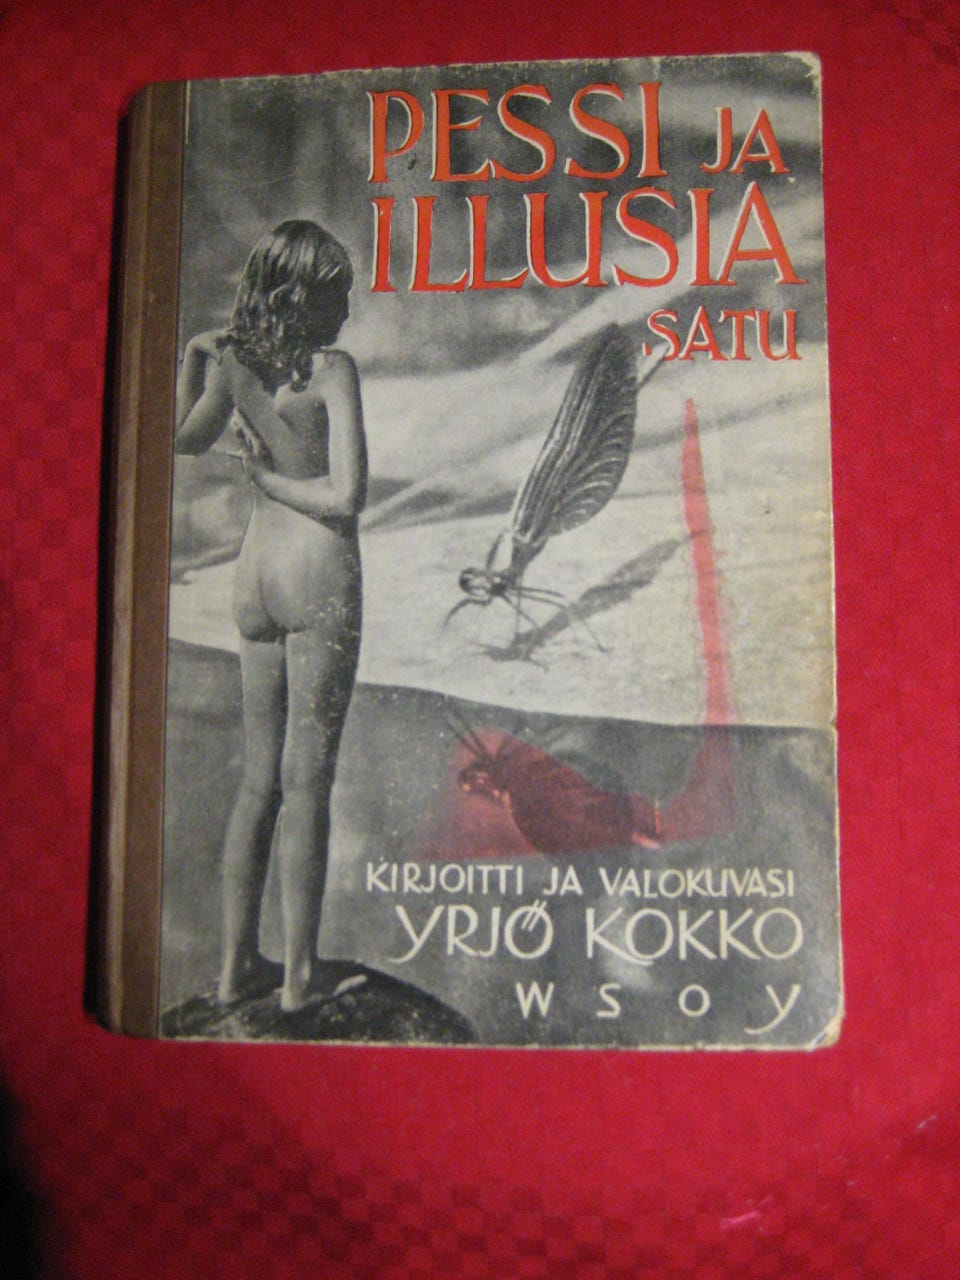 PESSI JA
ILLUSIA
SATU
KIRJOITTI JA VALOKUVASI
YRJÖ KOKKO
WSOY